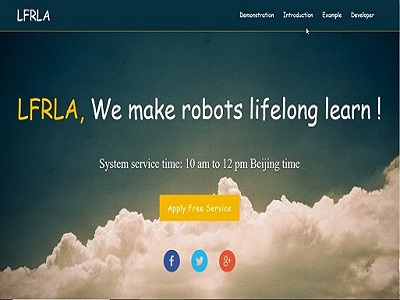 LFRLA
Demonstration Introduction Example Developer
LFRLA, We make robots lifelong learn !
System service time: 10 am to 12 pm Beijing time
Apply Free Service
f
g+